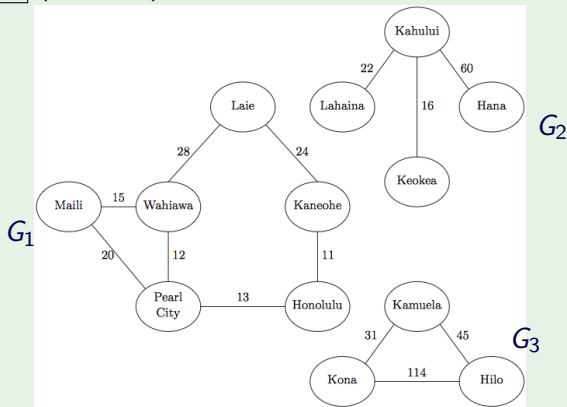 Kahului
22
60
Laie
Lahaina
16
Hana
G2
28
24
Keokea
Maili
15
Wahiawa
Kaneohe
G1
20
12
11
Pearl
City
13
Honolulu
Kamuela
31
45
G3
Kona
114
Hilo